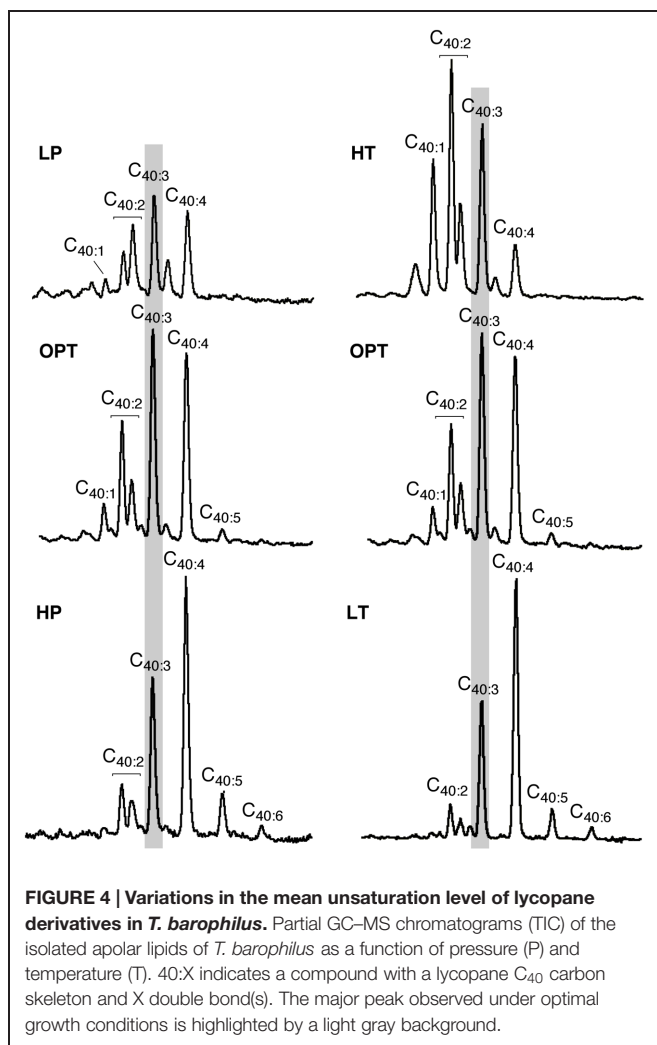 LP
C40:1
C40:2
C40:3
C40:4
HT
C40:1
C40:2
C40:3
C40:4
OPT
C40:1
C40:2
C40:3
C40:4
C40:5
OPT
C40:1
C40:2
C40:3
C40:4
C40:5
HP
C40:2
C40:3
C40:4
C40:5
C40:6
LT
C40:2
C40:3
C40:4
C40:5
C40:6
FIGURE 4 | Variations in the mean unsaturation level of lycopane
derivatives in T. barophilus. Partial GC–MS chromatograms (TIC) of the
isolated apolar lipids of T. barophilus as a function of pressure (P) and
temperature (T). 40:X indicates a compound with a lycopane C40 carbon
skeleton and X double bond(s). The major peak observed under optimal
growth conditions is highlighted by a light gray background.